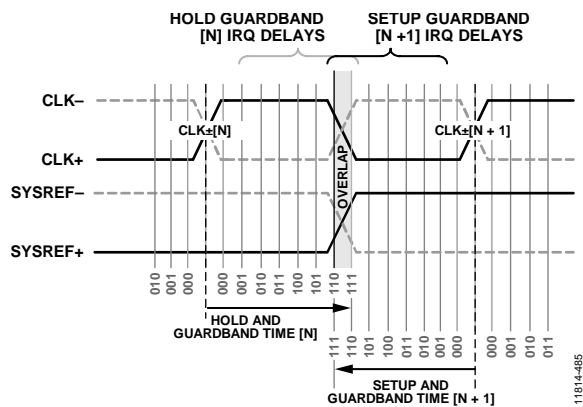 HOLD GUARDBAND
[N] IRQ DELAYS
SETUP GUARDBAND
[N +1] IRQ DELAYS
CLK–
CLK±[N]
CLK±[N + 1]
CLK+
SYSREF–
OVERLAP
SYSREF+
010
001
000
000
001
010
011
100
101
110
111
HOLD AND
GUARDBAND TIME [N]
111
110
101
100
011
010
001
000
000
001
010
011
SETUP AND
GUARDBAND TIME [N + 1]
11814-485